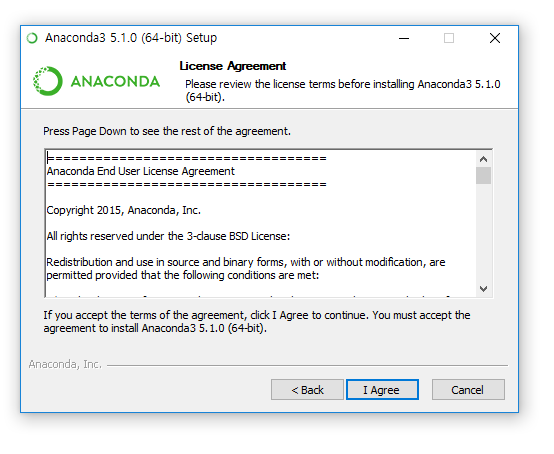 Anaconda3 5.1.0 (64-bit) Setup
ANACONDA
License Agreement
Please review the license terms before installing Anaconda3 5.1.0
(64-bit).
Press Page Down to see the rest of the agreement.
===================================
Anaconda End User License Agreement
===================================
Copyright 2015, Anaconda, Inc.
All rights reserved under the 3-clause BSD License:
Redistribution and use in source and binary forms, with or without modification, are
permitted provided that the following conditions are met:
If you accept the terms of the agreement, click I Agree to continue. You must accept the
agreement to install Anaconda3 5.1.0 (64-bit).
Anaconda, Inc.
< Back
I Agree
Cancel